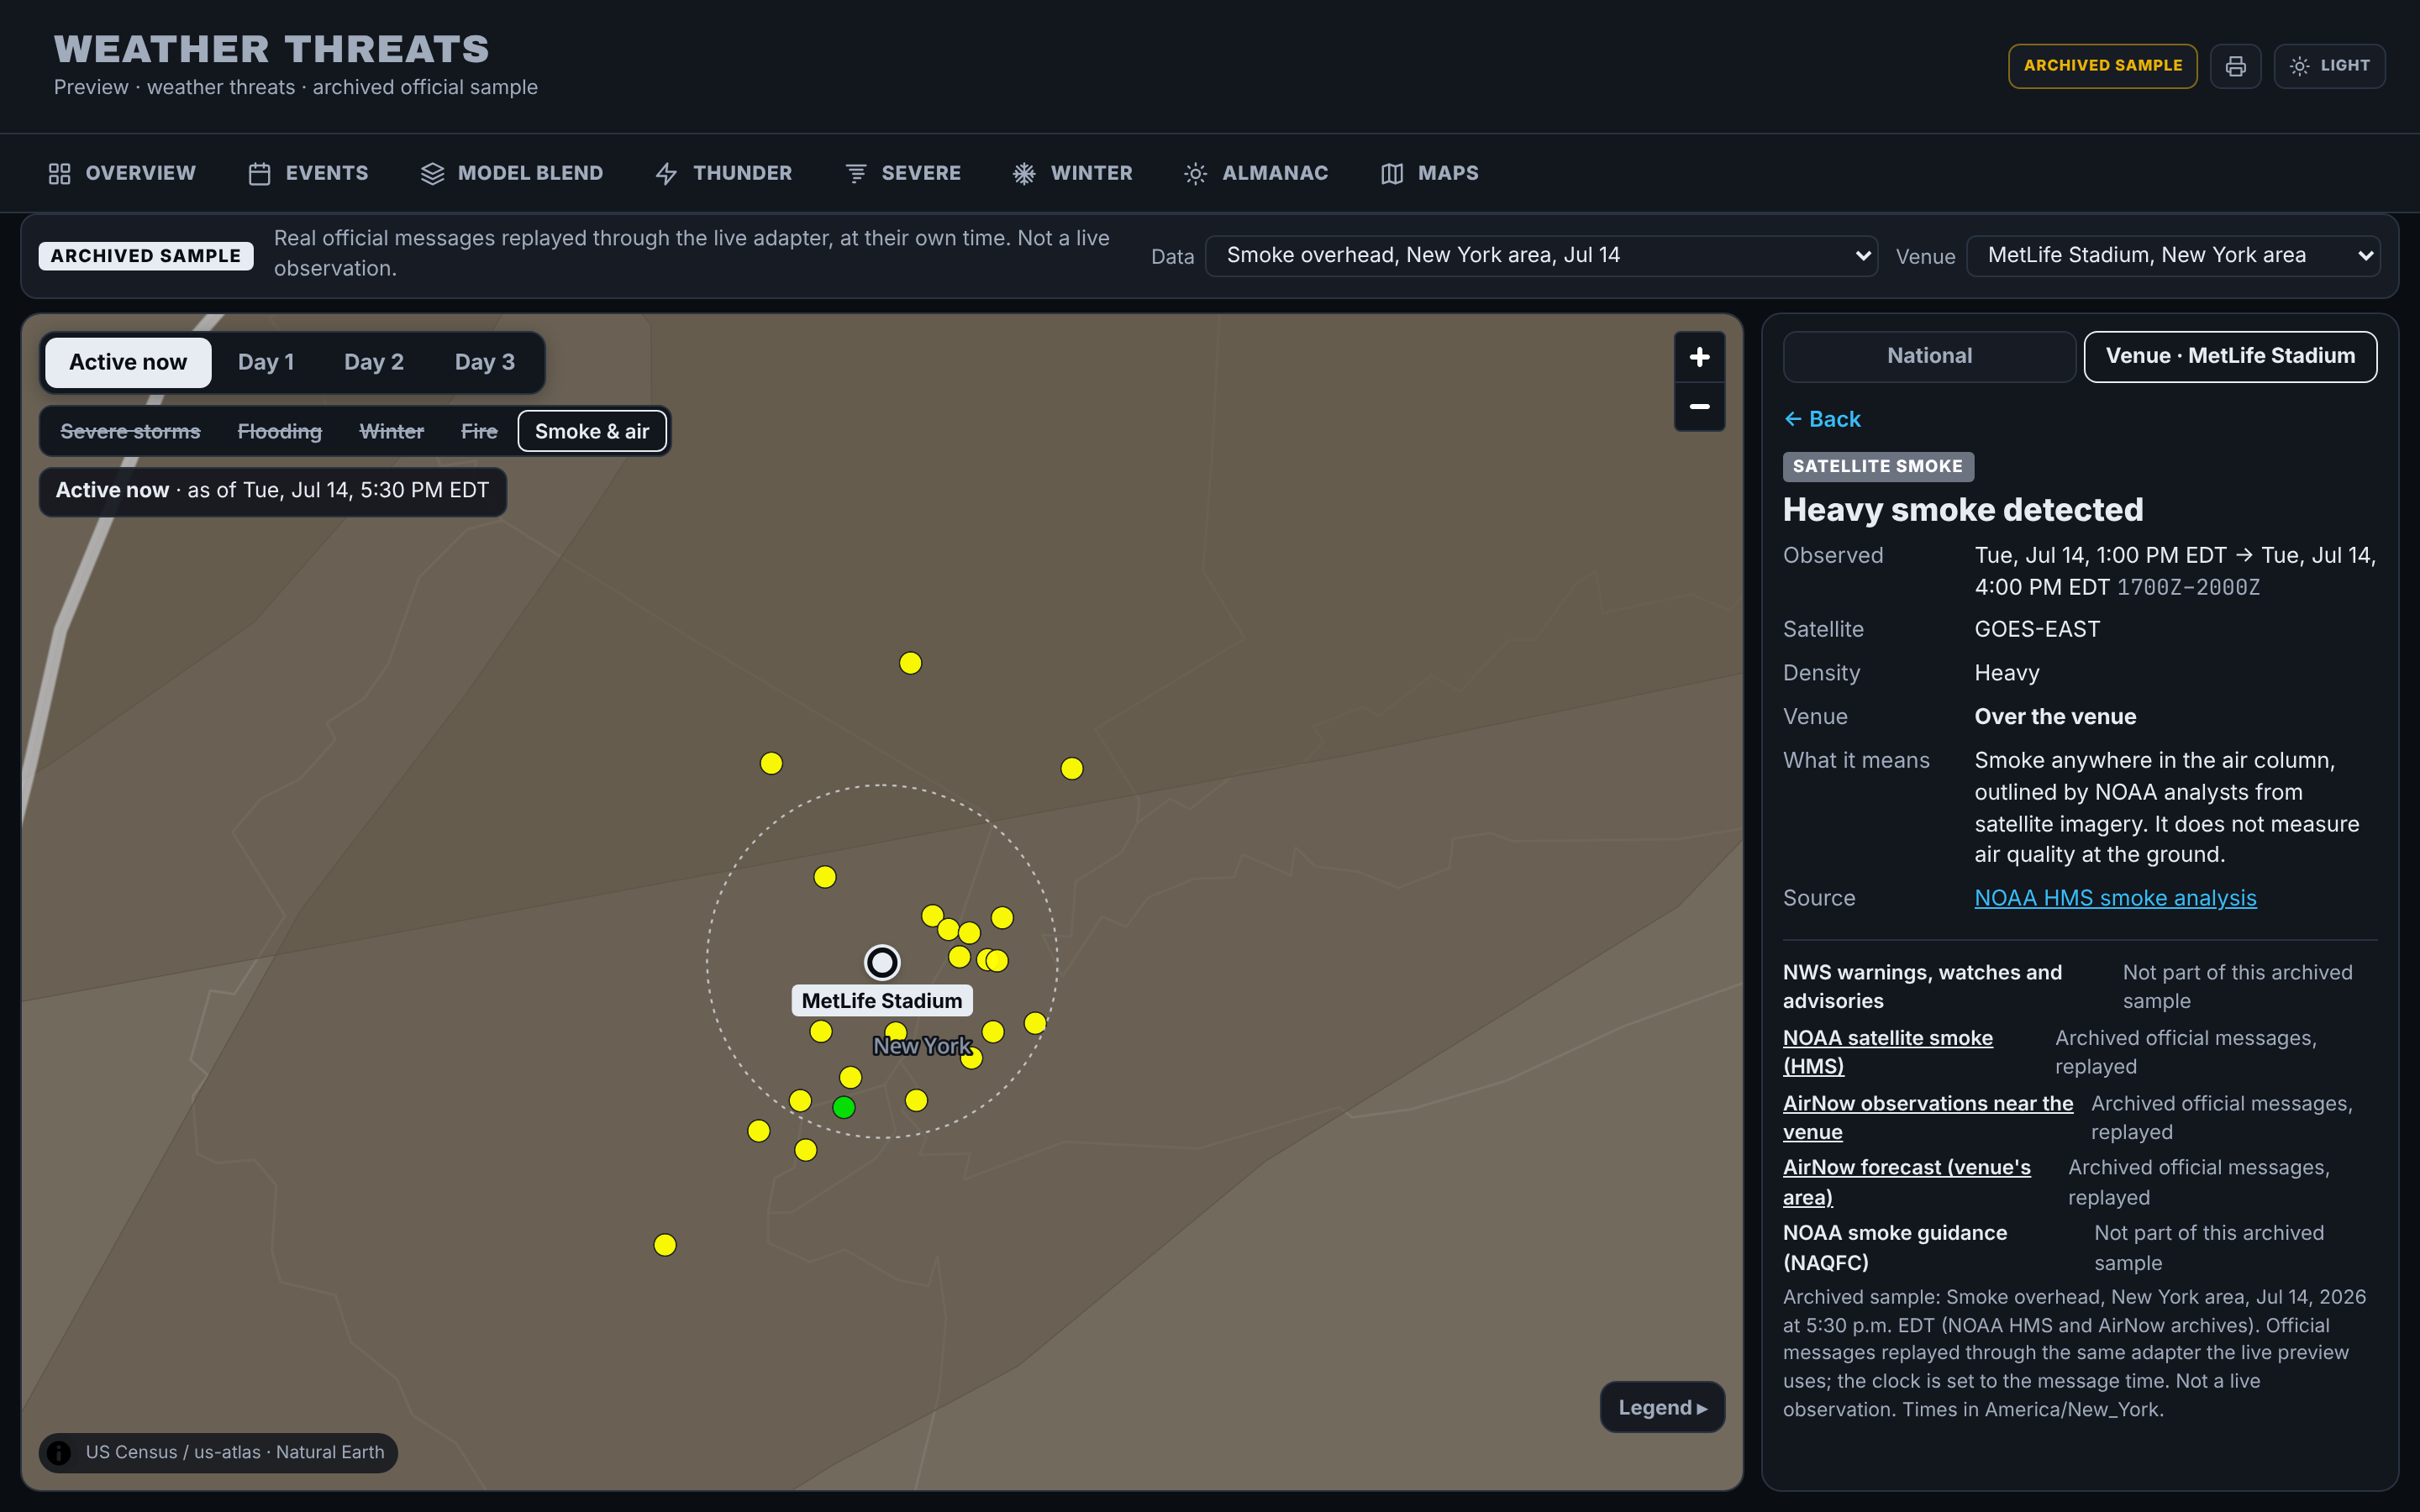 WEATHER THREATS
Preview · weather threats · archived official sample
ARCHIVED SAMPLE
LIGHT
OVERVIEW
EVENTS
MODEL BLEND
THUNDER
SEVERE
WINTER
ALMANAC
MAPS
ARCHIVED SAMPLE
Real official messages replayed through the live adapter, at their own time. Not a live
observation.
Data
Smoke overhead, New York area, Jul 14
Venue
MetLife Stadium, New York area
Active now
Day 1
Day 2
Day 3
Severe storms
Flooding
Winter
Fire
Smoke & air
Active now · as of Tue, Jul 14, 5:30 PM EDT
+
−
MetLife Stadium
New York
Legend ▸
US Census / us-atlas · Natural Earth
National
Venue · MetLife Stadium
← Back
SATELLITE SMOKE
Heavy smoke detected
Observed
Tue, Jul 14, 1:00 PM EDT → Tue, Jul 14,
4:00 PM EDT 1700Z–2000Z
Satellite
GOES-EAST
Density
Heavy
Venue
Over the venue
What it means
Smoke anywhere in the air column,
outlined by NOAA analysts from
satellite imagery. It does not measure
air quality at the ground.
Source
NOAA HMS smoke analysis
NWS warnings, watches and
advisories
Not part of this archived
sample
NOAA satellite smoke
(HMS)
Archived official messages,
replayed
AirNow observations near the
venue
Archived official messages,
replayed
AirNow forecast (venue's
area)
Archived official messages,
replayed
NOAA smoke guidance
(NAQFC)
Not part of this archived
sample
Archived sample: Smoke overhead, New York area, Jul 14, 2026
at 5:30 p.m. EDT (NOAA HMS and AirNow archives). Official
messages replayed through the same adapter the live preview
uses; the clock is set to the message time. Not a live
observation. Times in America/New_York.